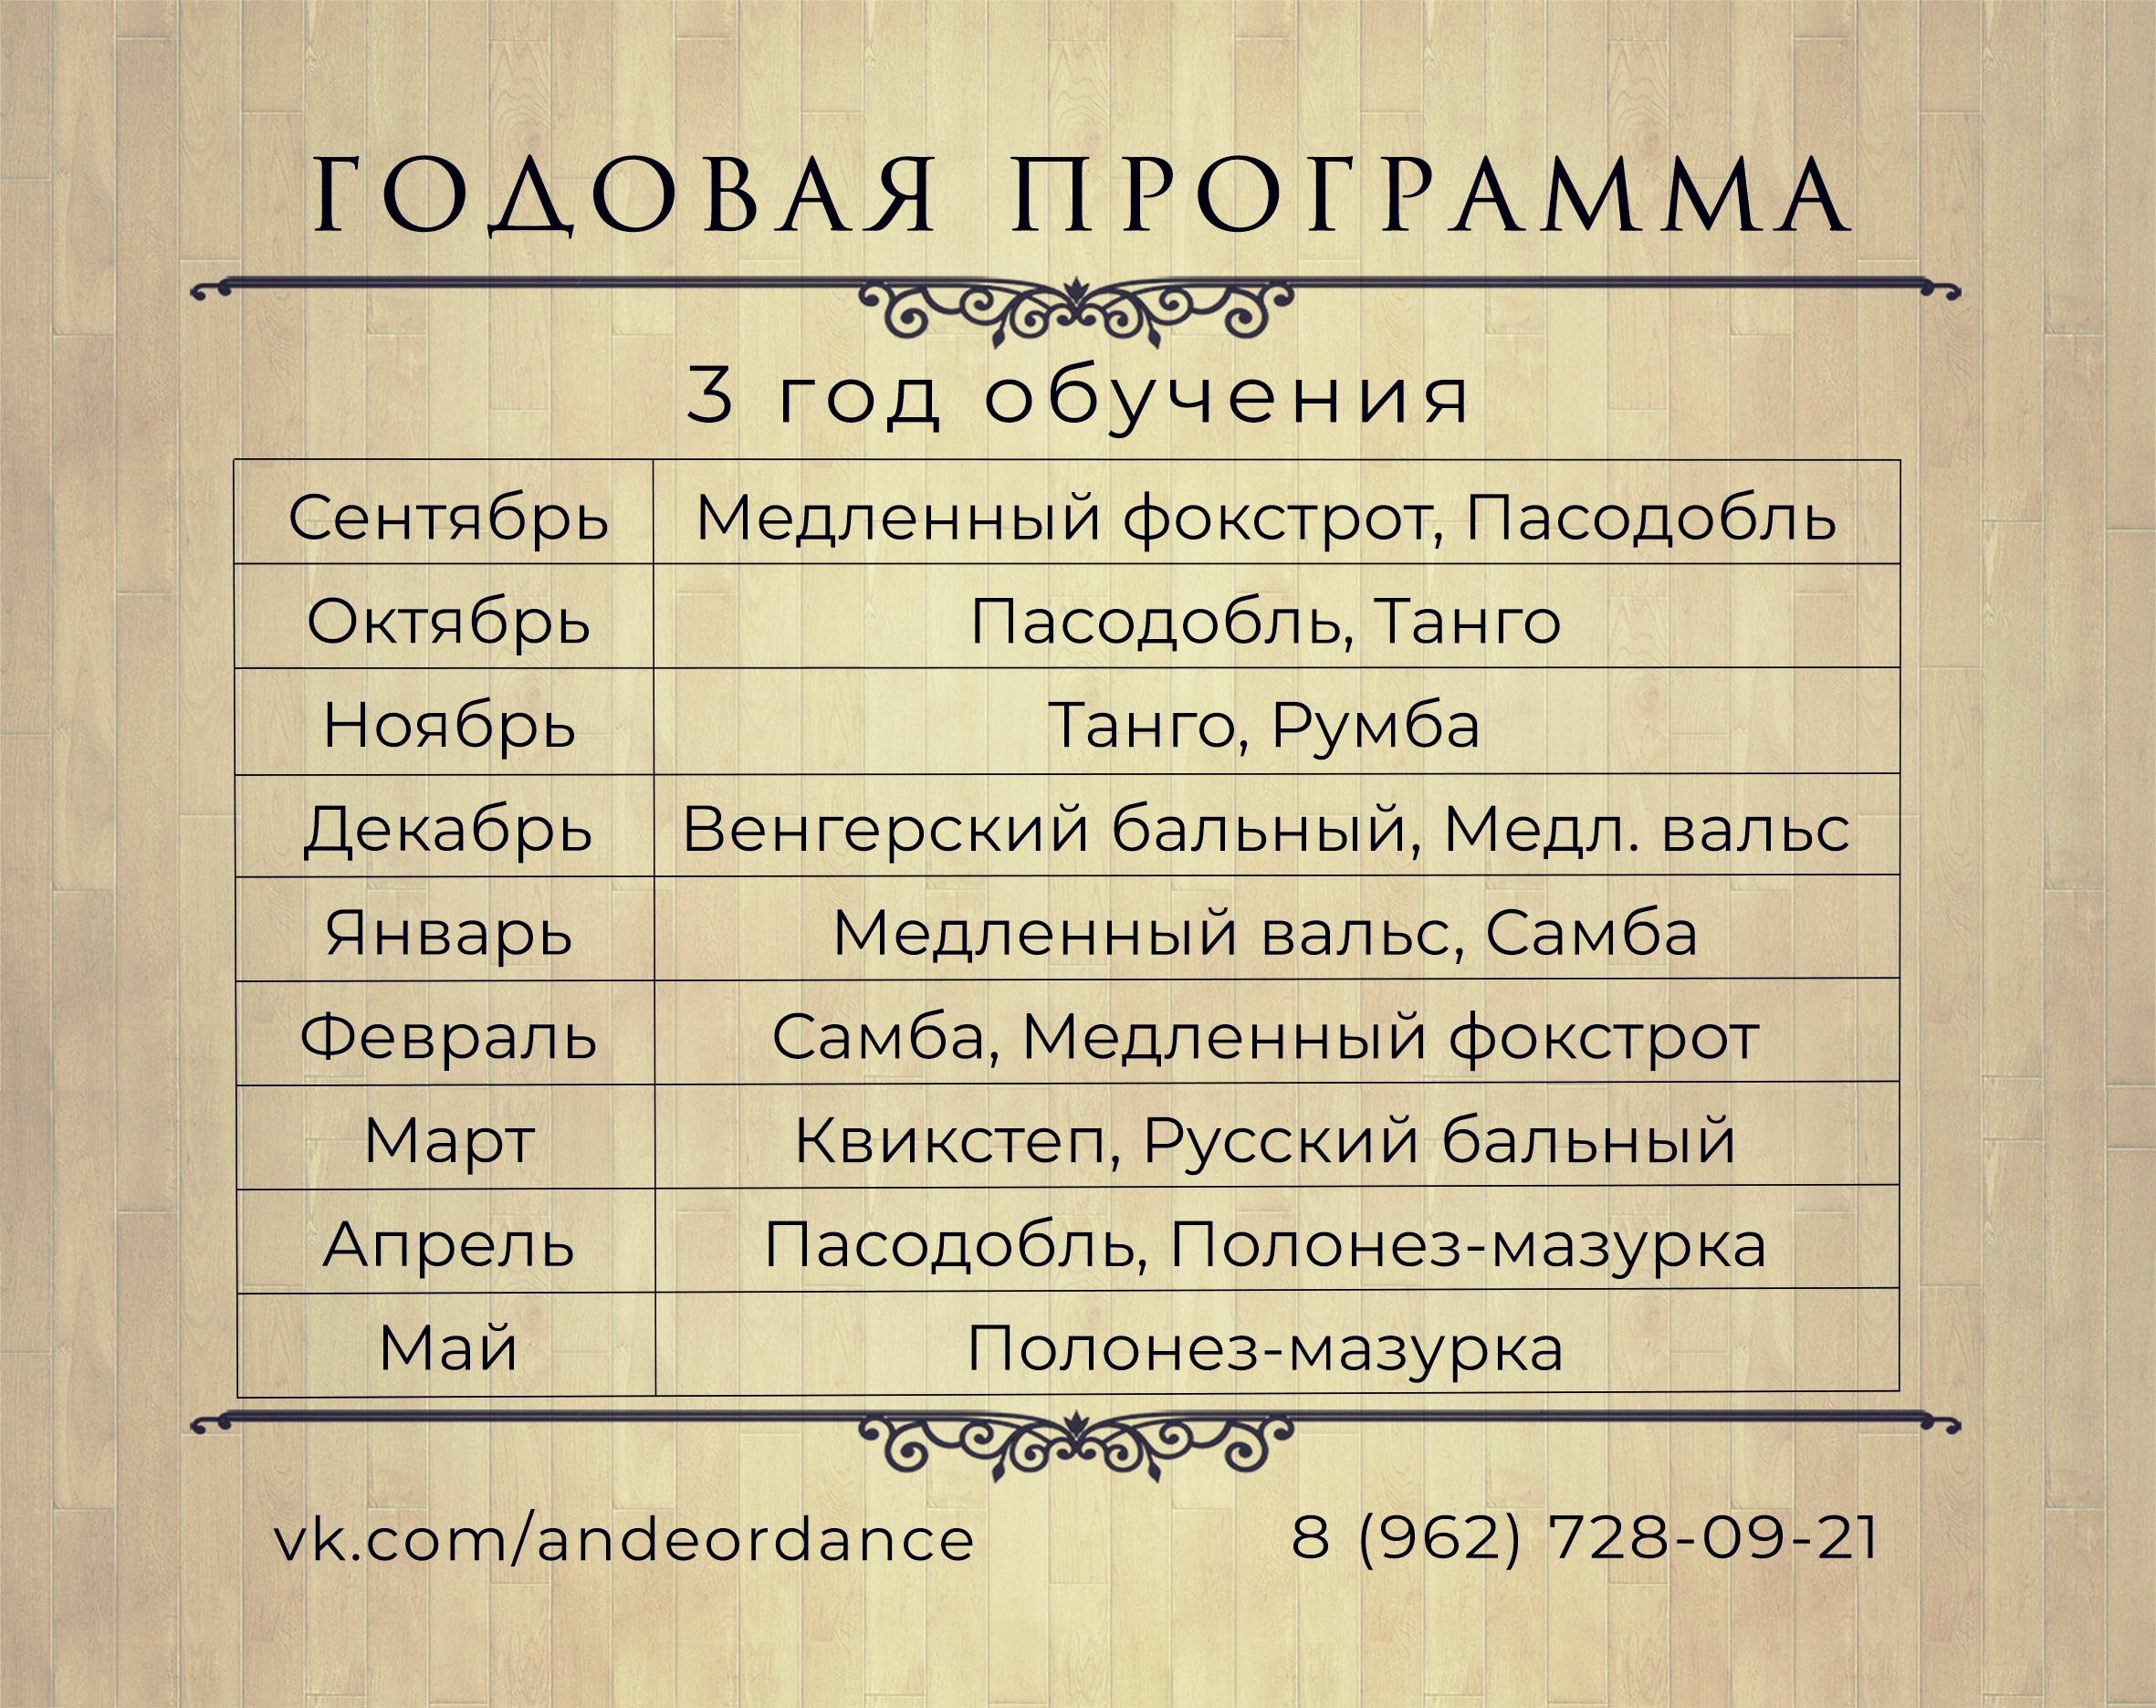 ГОДОВАЯ ПРОГРАММА
3 год обучения
Сентябрь Медленный фокстрот, Пасодобль
Октябрь Пасодобль, Танго
Ноябрь Танго, Румба
Декабрь Венгерский бальный, Медл. вальс
Январь Медленный вальс, Самба
Февраль Самба, Медленный фокстрот
Март Квикстеп, Русский бальный
Апрель Пасодобль, Полонез-мазурка
Май Полонез-мазурка
vk.com/andeordance 8 (962) 728-09-21